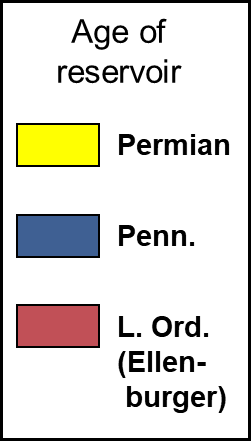 Age of
reservoir
Permian
Penn.
L. Ord.
(Ellen-
burger)